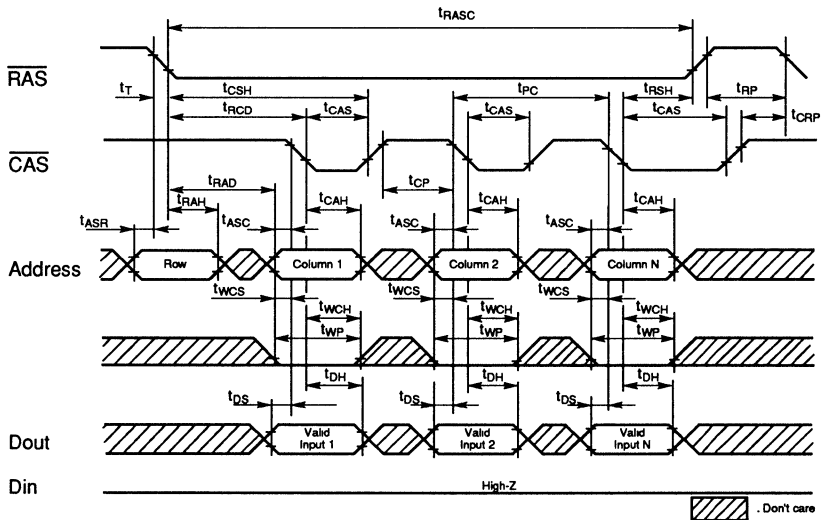 tRASC
RAS
tT
tCSH
tPC
tRSH
tRP
tRCD
tCAS
tCAS
tCAS
tCRP
CAS
tRAD
tCP
tRAH
tCAH
tCAH
tCAH
tASR
tASC
tASC
tASC
Address
Row
Column 1
Column 2
Column N
tWCS
tWCS
tWCS
tWCH
tWCH
tWCH
tWP
tWP
tWP
tDH
tDH
tDH
tDS
tDS
tDS
Dout
Valid Input 1
Valid Input 2
Valid Input N
Din
High-Z
. Don't care